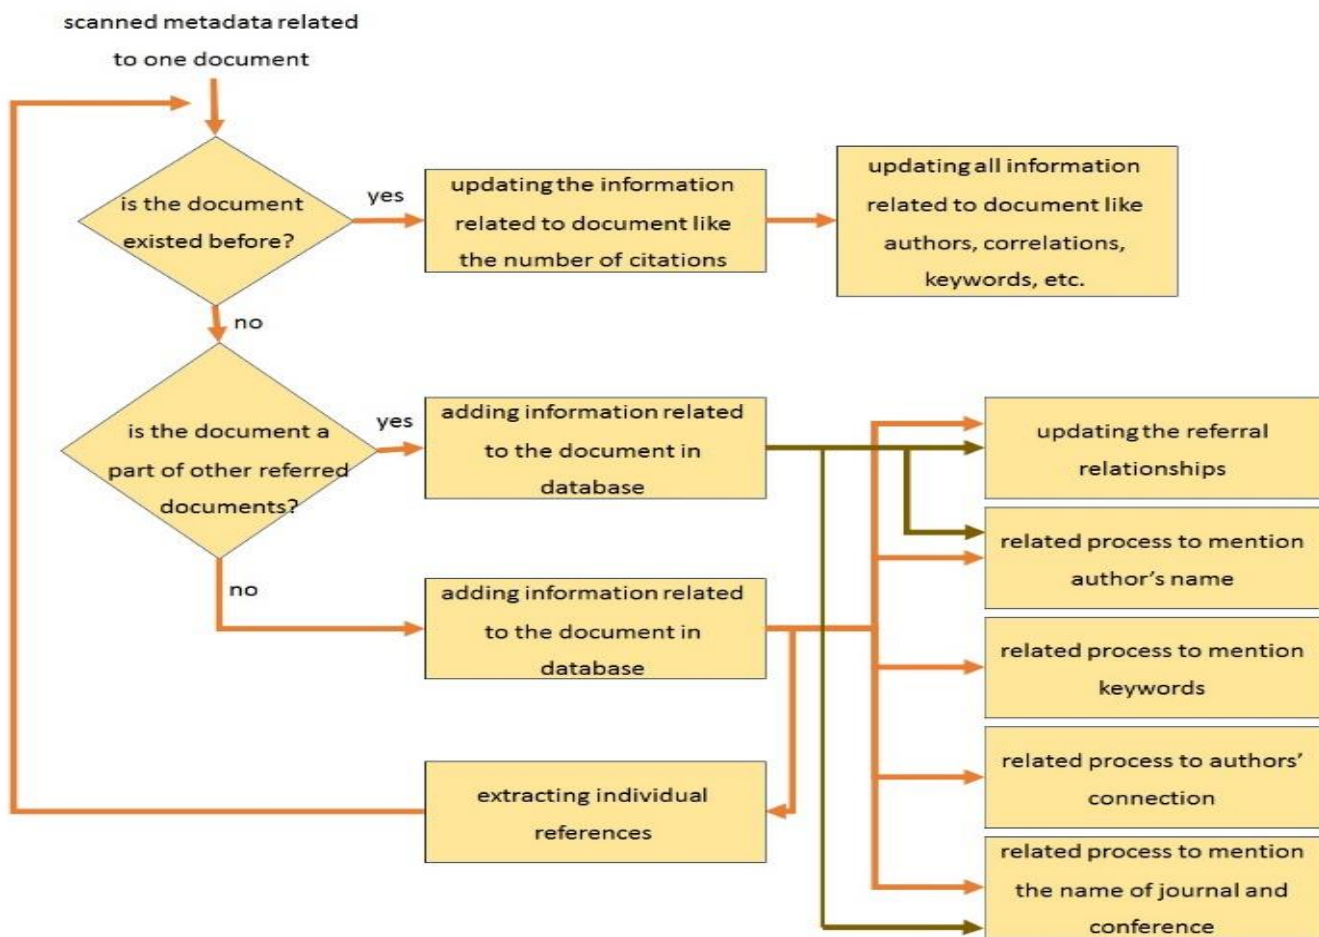 scanned metadata related
to one document
is the document
existed before?
yes
updating the information
related to document like
the number of citations
updating all information
related to document like
authors, correlations,
keywords, etc.
no
is the document a
part of other referred
documents?
yes
adding information related
to the document in
database
updating the referral
relationships
related process to mention
author's name
no
adding information related
to the document in
database
related process to mention
keywords
related process to authors'
connection
extracting individual
references
related process to mention
the name of journal and
conference